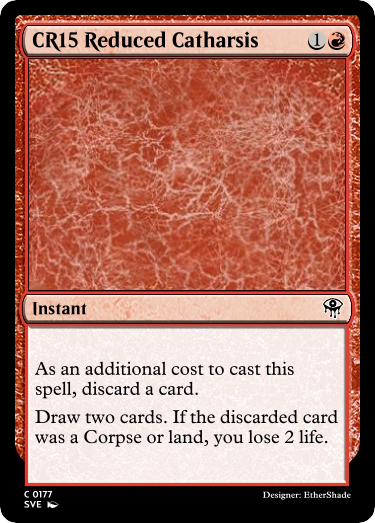 CR15 Reduced Catharsis 1
Instant
As an additional cost to cast this
spell, discard a card.
Draw two cards. If the discarded card
was a Corpse or land, you lose 2 life.
C 0177
SVE
Designer: EtherShade